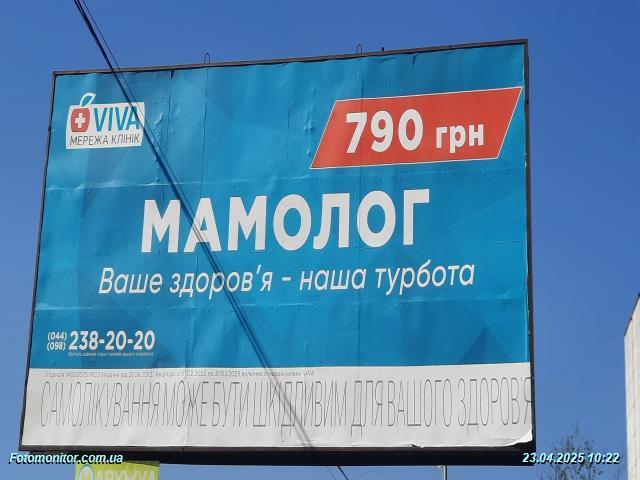 VIVA
МЕРЕЖА КЛІНІК
790 грн
МАМОЛОГ
Ваше здоров'я - наша турбота
(044)
(098) 238-20-20
САМОЛІКУВАННЯ МОЖЕ БУТИ ШКІДЛИВИМ ДЛЯ ВАШОГО ЗДОРОВ'Я
Fotomonitor.com.ua
23.04.2025 10:22